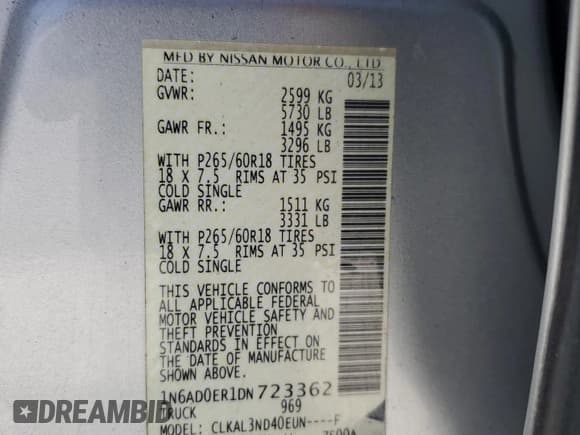 MFD BY NISSAN MOTOR CO., LTD
DATE: 03/13
GVWR: 2599 KG
5730 LB
GAWR FR.: 1495 KG
3296 LB
WITH P265/60R18 TIRES
18 X 7.5 RIMS AT 35 PSI
COLD SINGLE
GAWR RR.: 1511 KG
3331 LB
WITH P265/60R18 TIRES
18 X 7.5 RIMS AT 35 PSI
COLD SINGLE
THIS VEHICLE CONFORMS TO
ALL APPLICABLE FEDERAL
MOTOR VEHICLE SAFETY AND
THEFT PREVENTION
STANDARDS IN EFFECT ON
THE DATE OF MANUFACTURE
SHOWN ABOVE.
1N6AD0ER1DN723362
TRUCK 969
MODEL: CLKAL3ND40EUN----F
AUTOHELPERBOT.COM